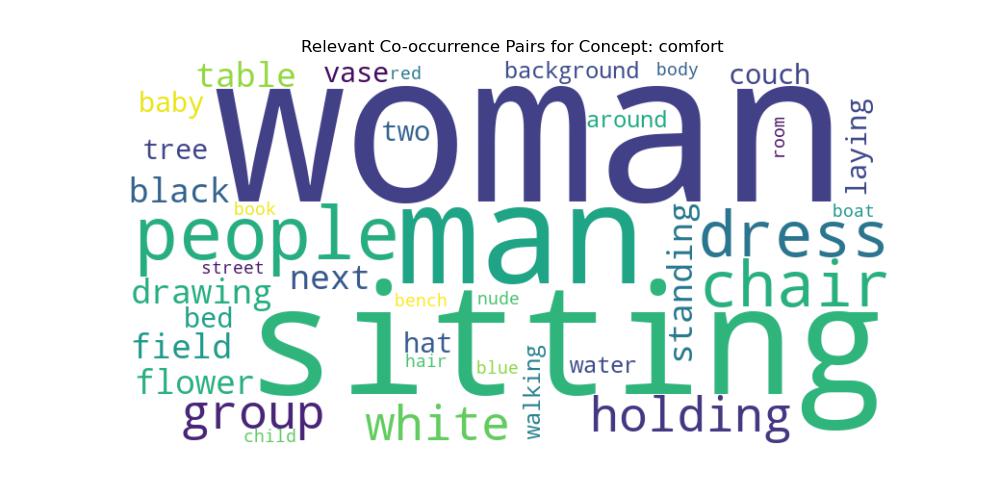 Relevant Co-occurrence Pairs for Concept: comfort
table
vase
red
background
body
couch
baby
woman
two
around
room
laying
tree
black
book
people
man
standing
dress
boat
street
next
chair
drawing
sitting
bench
nude
bed
field
hat
hair
blue
walking
water
flower
group
white
holding
child